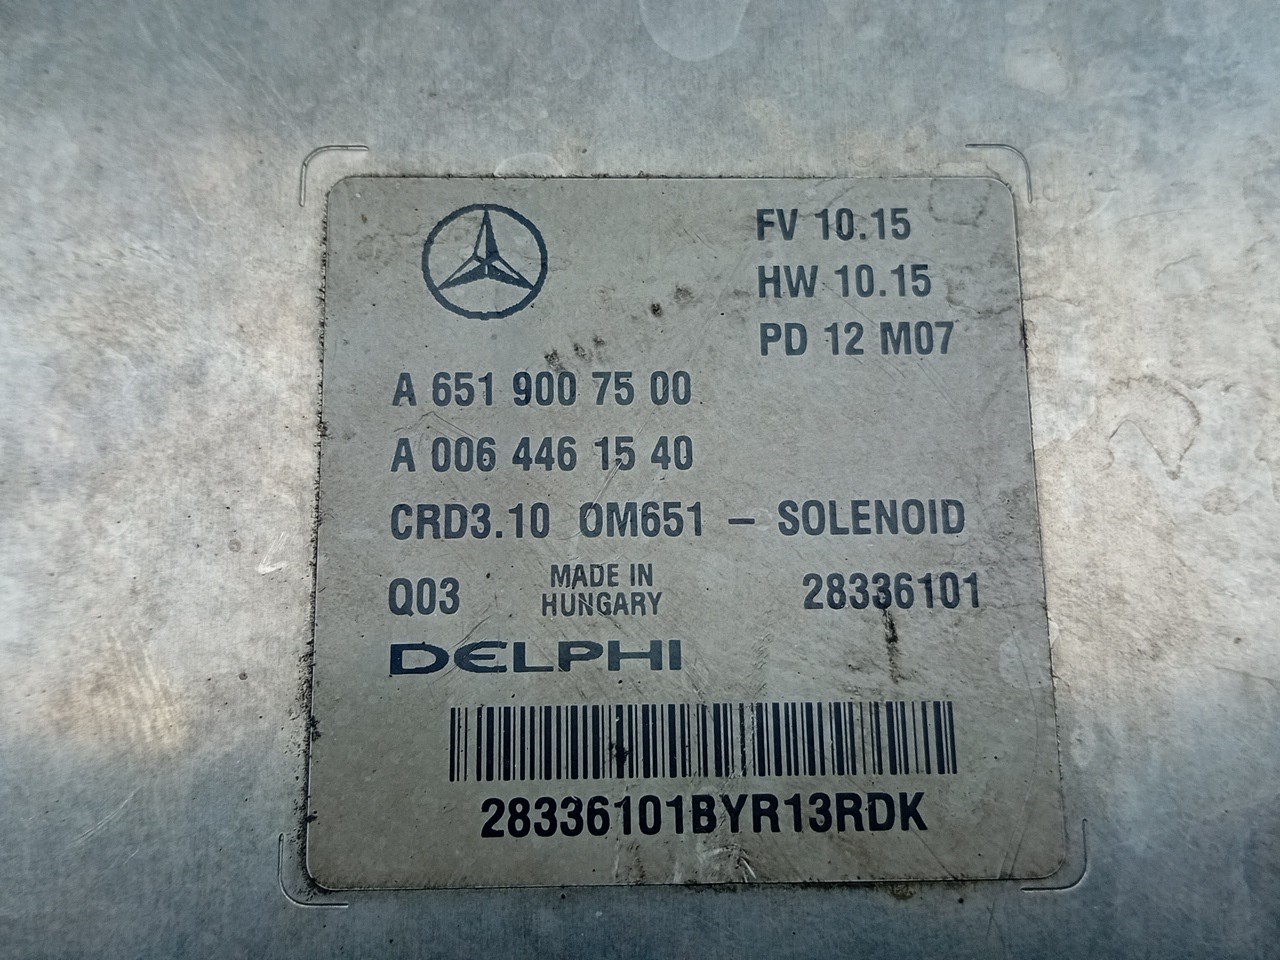 FV 10.15
HW 10.15
PD 12 M07
A 651 900 75 00
A 006 446 15 40
CRD3.10 OM651 – SOLENOID
Q03 MADE IN HUNGARY 28336101
DELPHI
28336101BYR13RDK